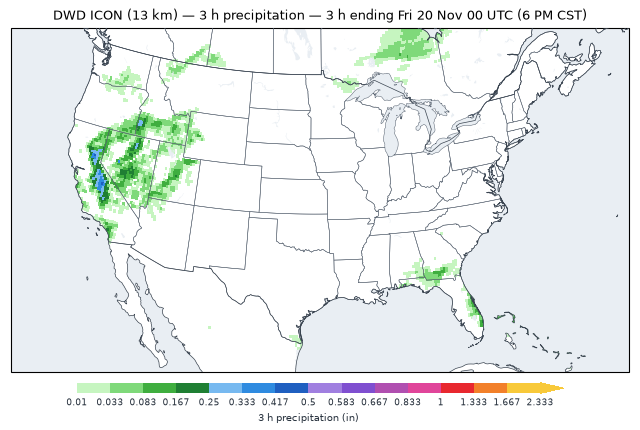 DWD ICON (13 km) — 3 h precipitation — 3 h ending Fri 20 Nov 00 UTC (6 PM CST)
0.01 0.033 0.083 0.167 0.25 0.333 0.417 0.5 0.583 0.667 0.833 1 1.333 1.667 2.333
3 h precipitation (in)